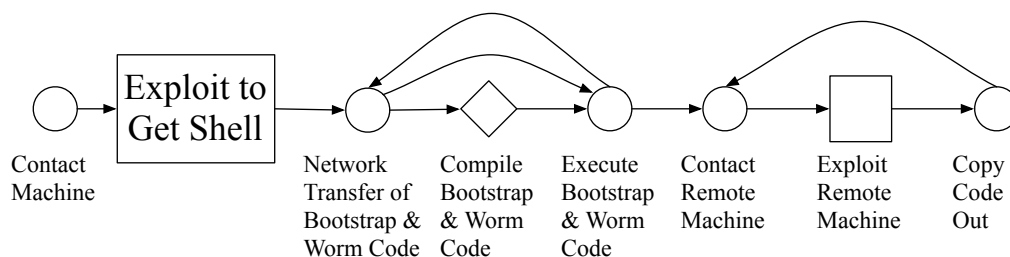 Exploit to
Get Shell
Contact
Machine
Network
Transfer of
Bootstrap &
Worm Code
Compile
Bootstrap
& Worm
Code
Execute
Bootstrap
& Worm
Code
Contact
Remote
Machine
Exploit
Remote
Machine
Copy
Code
Out